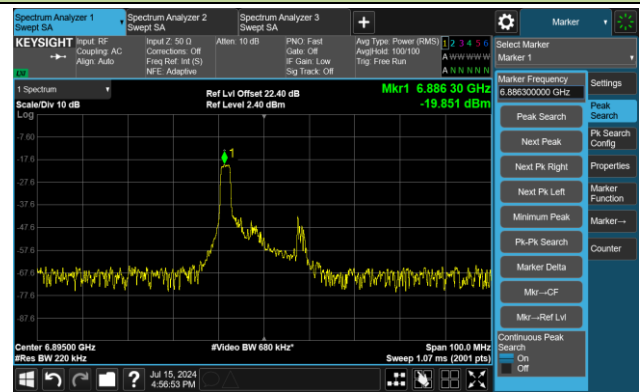 Spectrum Analyzer 1
Swept SA
Spectrum Analyzer 2
Swept SA
Spectrum Analyzer 3
Swept SA
+
Marker
KEYSIGHT
Input: RF
Coupling: AC
Align: Auto
Input Z: 50 Ω
Corrections: Off
Freq Ref: Int (S)
NFE: Adaptive
Atten: 10 dB
PNO: Fast
Gate: Off
IF Gain: Low
Sig Track: Off
Avg Type: Power (RMS)
Avg|Hold: 100/100
Trig: Free Run
1 2 3 4 5 6
A W W W W W
A N N N N N
Select Marker
Marker 1
1 Spectrum
Scale/Div 10 dB
Log
Ref Lvl Offset 22.40 dB
Ref Level 2.40 dBm
Mkr1 6.886 30 GHz
-19.851 dBm
1
-7.60
-17.6
-27.6
-37.6
-47.6
-57.6
-67.6
-77.6
-87.6
Center 6.89500 GHz
#Res BW 220 kHz
#Video BW 680 kHz*
Span 100.0 MHz
Sweep 1.07 ms (2001 pts)
Marker Frequency
6.886300000 GHz
Peak Search
Next Peak
Next Pk Right
Next Pk Left
Minimum Peak
Pk-Pk Search
Marker Delta
Mkr→CF
Mkr→Ref Lvl
Continuous Peak
Search
On
Off
Settings
Peak
Search
Pk Search
Config
Properties
Marker
Function
Marker→
Counter
?
Jul 15, 2024
4:56:53 PM